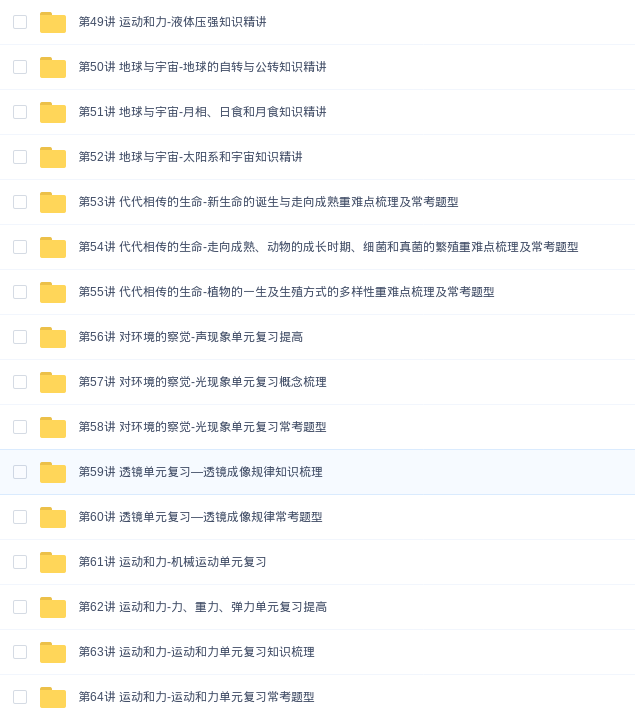 第49讲 运动和力-液体压强知识精讲
第50讲 地球与宇宙-地球的自转与公转知识精讲
第51讲 地球与宇宙-月相、日食和月食知识精讲
第52讲 地球与宇宙-太阳系和宇宙知识精讲
第53讲 代代相传的生命-新生命的诞生与走向成熟重难点梳理及常考题型
第54讲 代代相传的生命-走向成熟、动物的成长时期、细菌和真菌的繁殖重难点梳理及常考题型
第55讲 代代相传的生命-植物的一生及生殖方式的多样性重难点梳理及常考题型
第56讲 对环境的察觉-声现象单元复习提高
第57讲 对环境的察觉-光现象单元复习概念梳理
第58讲 对环境的察觉-光现象单元复习常考题型
第59讲 透镜单元复习—透镜成像规律知识梳理
第60讲 透镜单元复习—透镜成像规律常考题型
第61讲 运动和力-机械运动单元复习
第62讲 运动和力-力、重力、弹力单元复习提高
第63讲 运动和力-运动和力单元复习知识梳理
第64讲 运动和力-运动和力单元复习常考题型